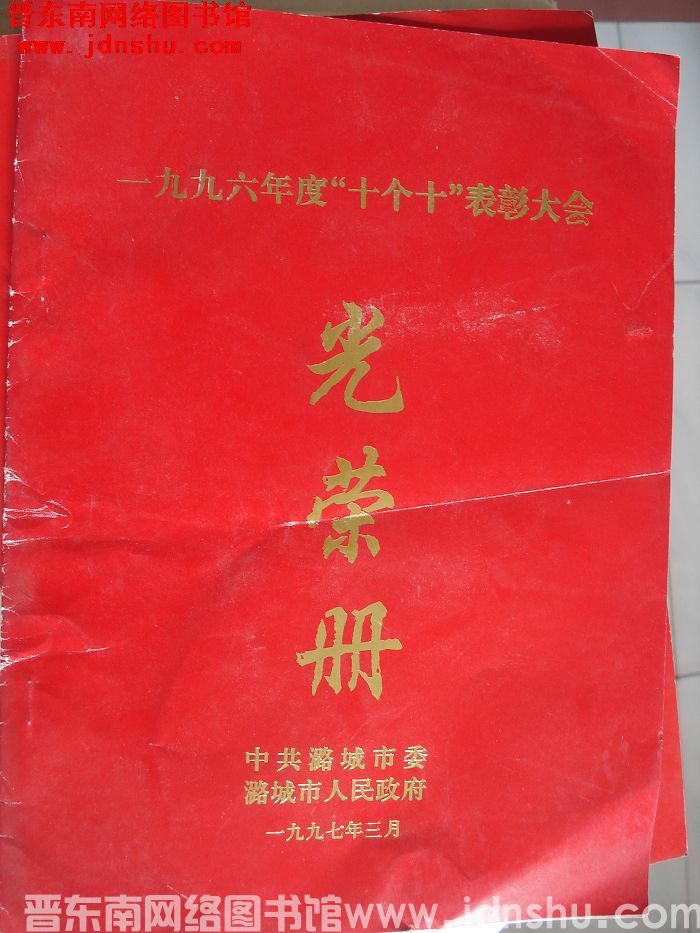 晋东南网络图书馆
www.jdnshu.com
一九九六年度“十个十”表彰大会
光
荣
册
中共潞城市委
潞城市人民政府
一九九七年三月
晋东南网络图书馆www.jdnshu.com